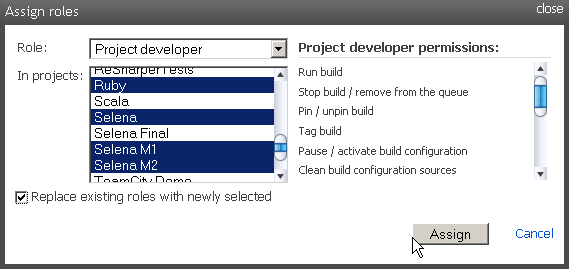 Assign roles
close
Role:
Project developer
In projects:
ReSharperTests
Ruby
Scala
Selena
Selena Final
Selena M1
Selena M2
TeamCity Demo
Project developer permissions:
Run build
Stop build / remove from the queue
Pin / unpin build
Tag build
Pause / activate build configuration
Clean build configuration sources
Replace existing roles with newly selected
Assign
Cancel